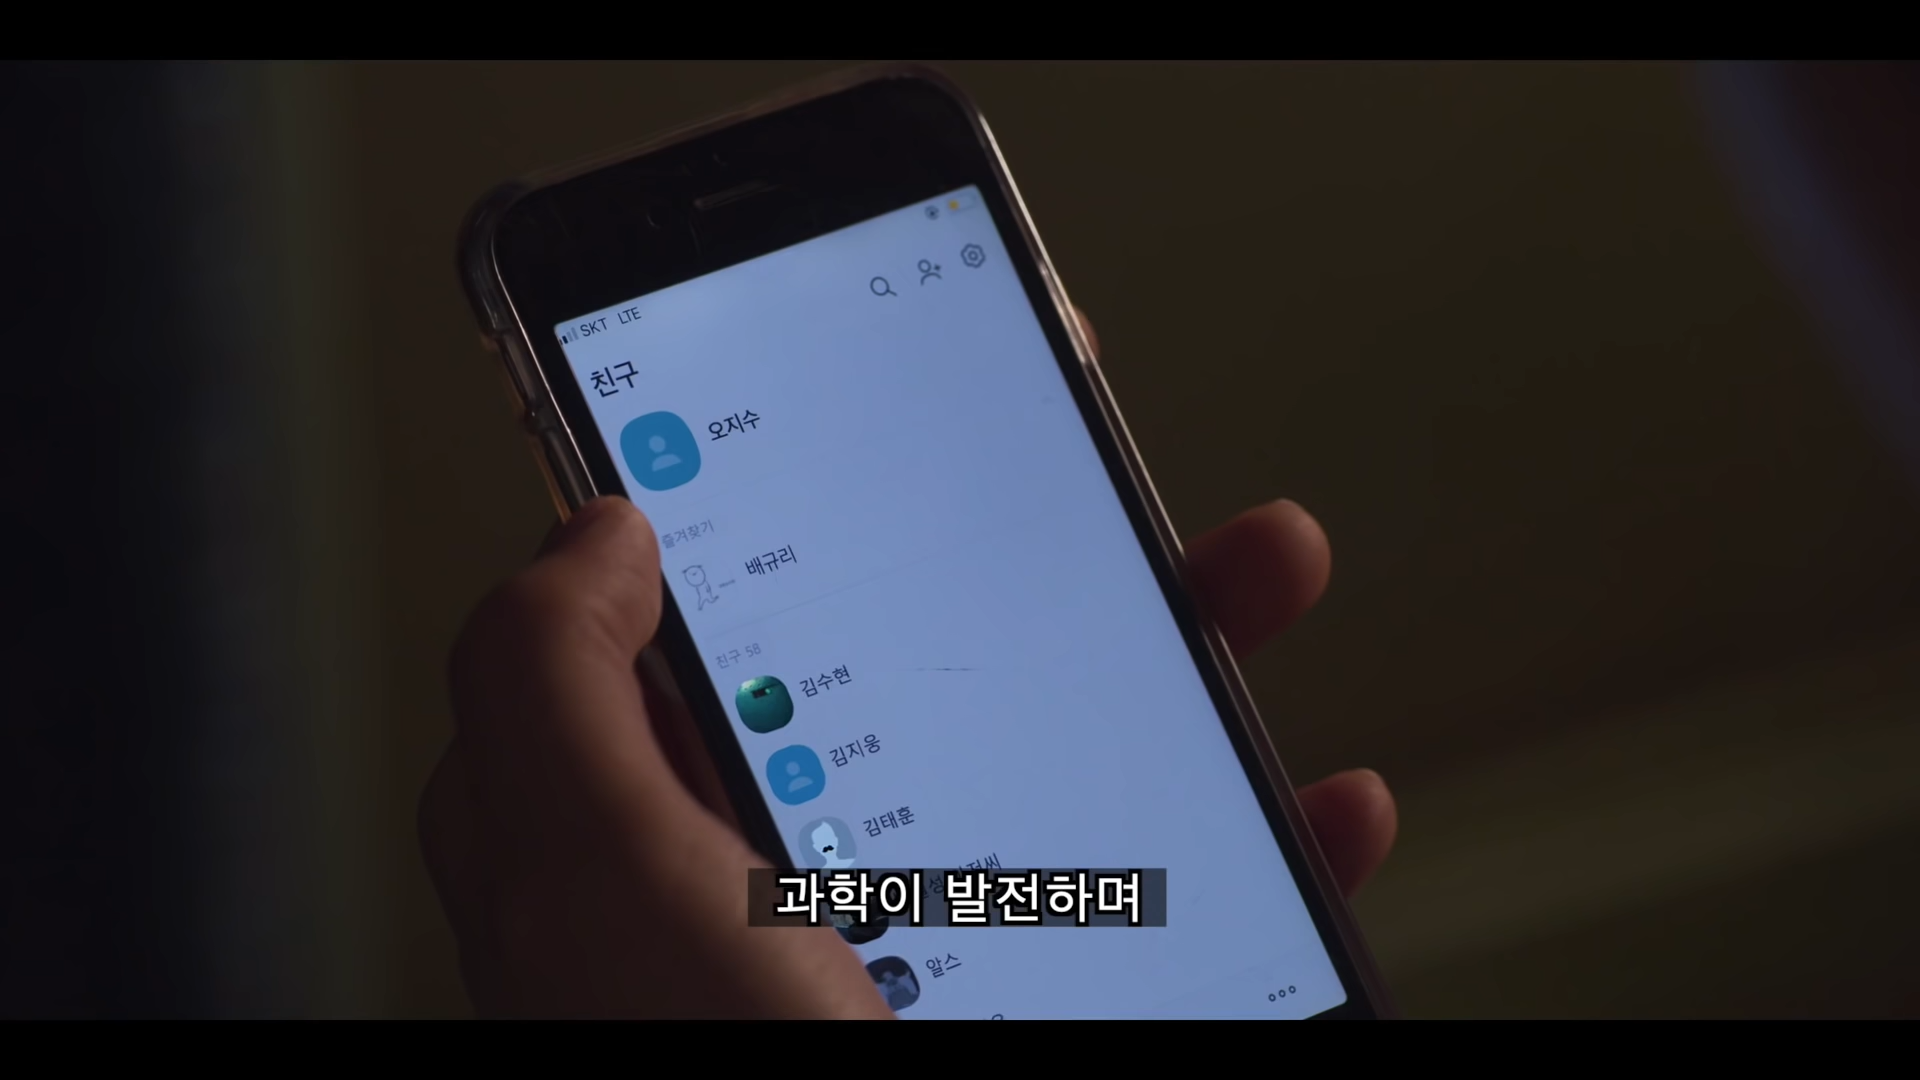 SKT LTE
친구
오지수
즐겨찾기
배규리
친구 58
김수현
김지웅
김태훈
과학이 발전하며
알스